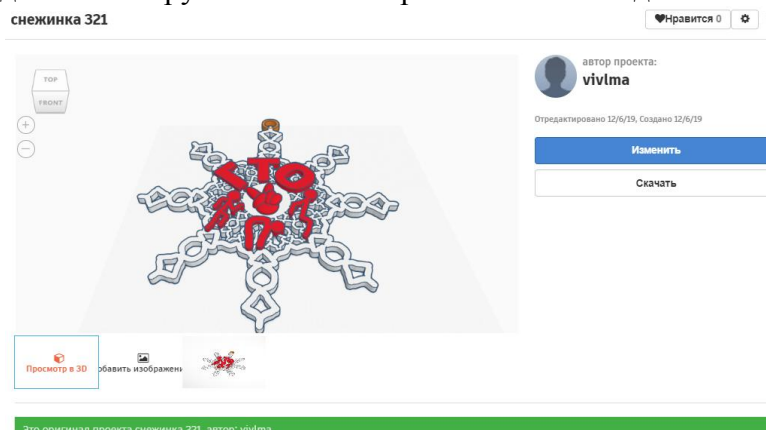 снежинка 321
Нравится 0
автор проекта:
vivlma
Отредактировано 12/6/19, Создано 12/6/19
Изменить
Скачать
TOP
FRONT
Просмотр в 3D
обавить изображени
Это оригинал проекта снежинка 321, автор: vivlma